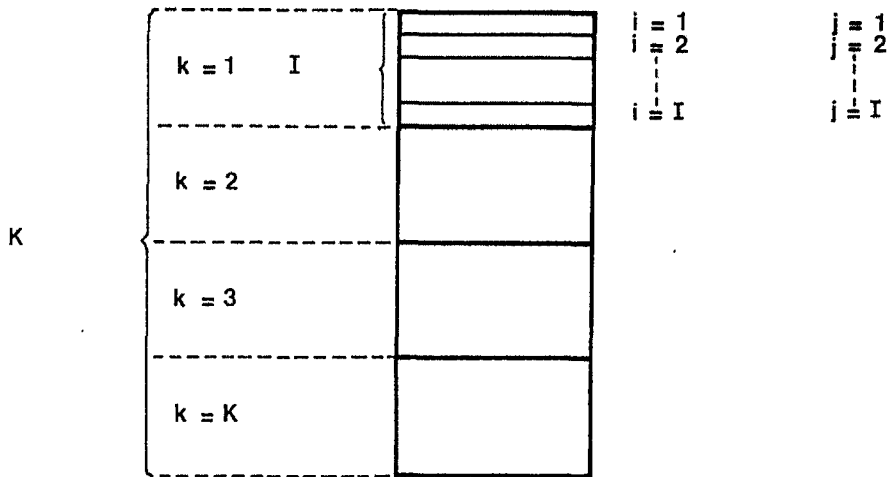 i = 1 j = 1
i = 2 j = 2
k = 1 I
i = I j = I
k = 2
K
k = 3
k = K